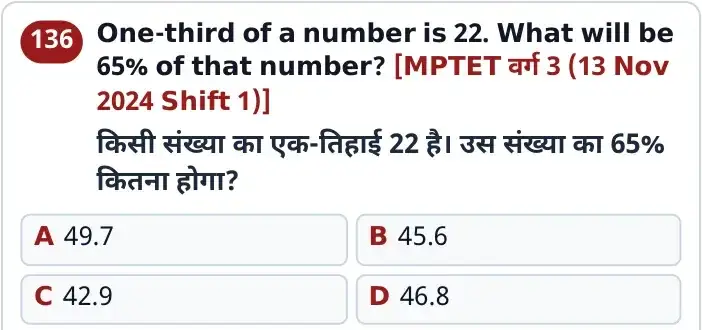 136 One-third of a number is 22. What will be
65% of that number? [MPTET वर्ग 3 (13 Nov
2024 Shift 1)]
किसी संख्या का एक-तिहाई 22 है। उस संख्या का 65%
कितना होगा?
A 49.7
B 45.6
C 42.9
D 46.8